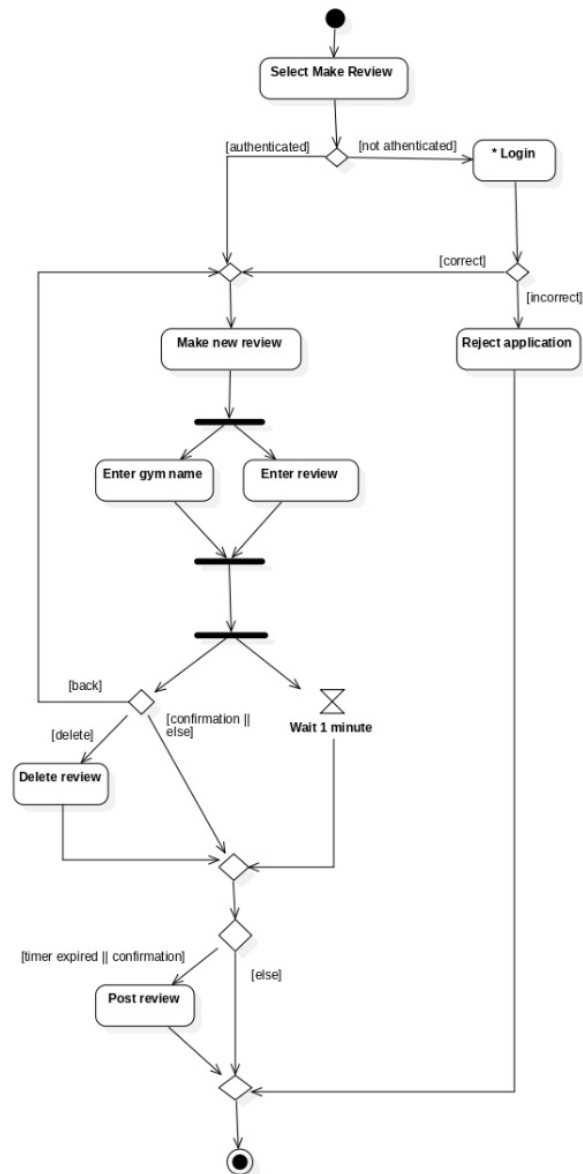 Select Make Review
[authenticated]
[not athenticated]
* Login
[correct]
[incorrect]
Make new review
Reject application
Enter gym name
Enter review
[back]
[confirmation ||
else]
[delete]
Wait 1 minute
Delete review
[timer expired || confirmation]
[else]
Post review